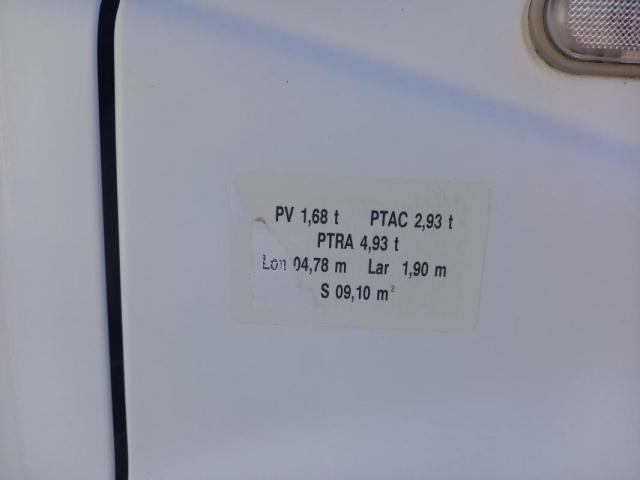 PV 1,68 t PTAC 2,93 t
PTRA 4,93 t
Lon 04,78 m Lar 1,90 m
S 09,10 m²